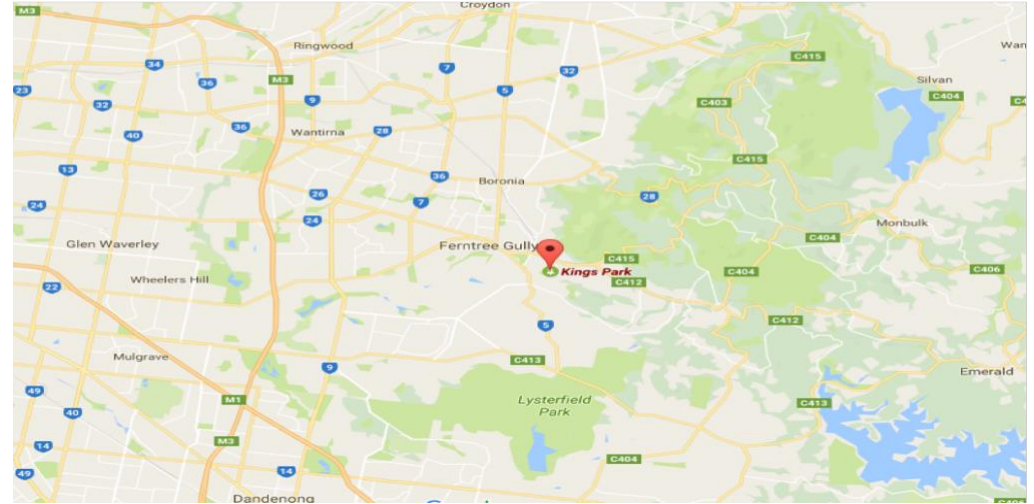 M3
Croydon
Ringwood
Wan
34
7
32
C415
Silvan
M3
36
23
5
C404
32
9
C403
36
Wantirna
28
40
C415
13
36
Boronia
26
28
24
7
24
Monbulk
C404
Glen Waverley
Ferntree Gully
C415
C406
Kings Park
C404
Wheelers Hill
C412
22
C412
5
Mulgrave
C413
9
Emerald
49
Lysterfield
Park
M1
C413
40
M3
14
C404
14
49
Dandenong